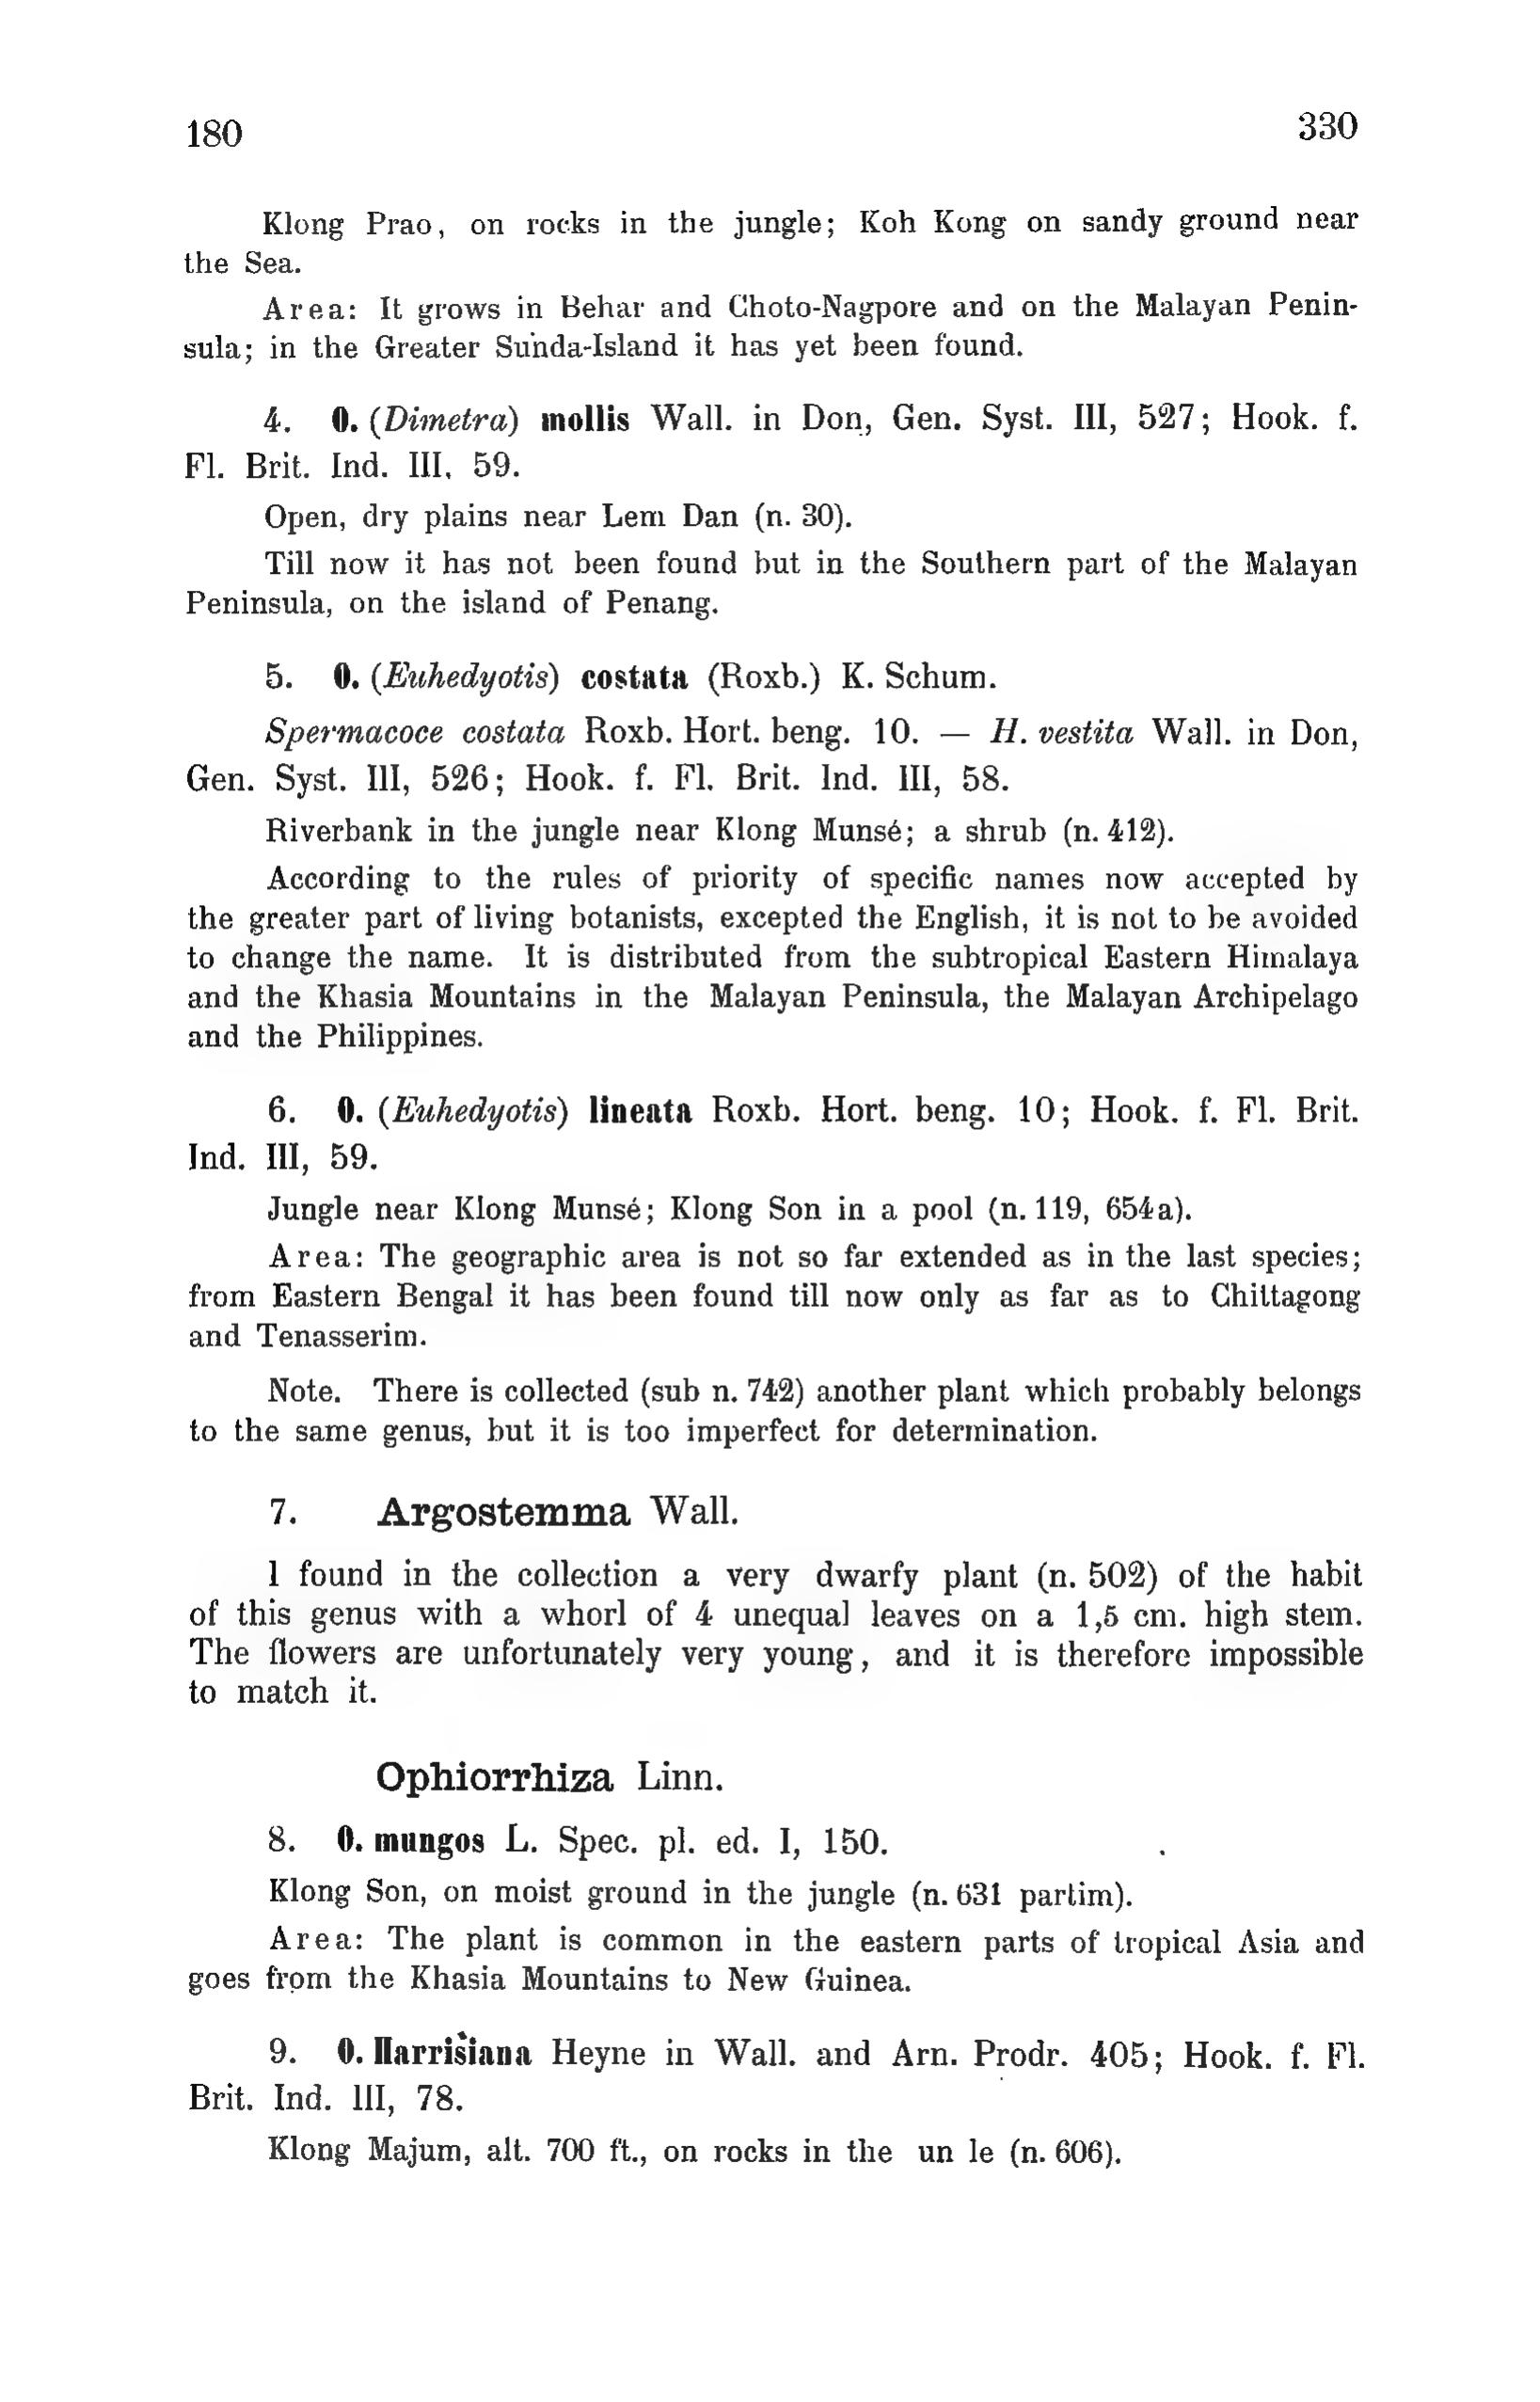 180 330
Klong Prao, on rocks in the jungle; Koh Kong on sandy ground near
the Sea.
Area: It grows in Behar and Choto-Nagpore and on the Malayan Penin-
sula; in the Greater Sunda-Island it has yet been found.
4. O. (Dimetra) mollis Wall. in Don, Gen. Syst. III, 527; Hook. f.
Fl. Brit. Ind. III, 59.
Open, dry plains near Lem Dan (n. 30).
Till now it has not been found but in the Southern part of the Malayan
Peninsula, on the island of Penang.
5. O. (Euhedyotis) costata (Roxb.) K. Schum.
Spermacoce costata Roxb. Hort. beng. 10. — H. vestita Wall. in Don,
Gen. Syst. III, 526; Hook. f. Fl. Brit. Ind. III, 58.
Riverbank in the jungle near Klong Munsé; a shrub (n. 412).
According to the rules of priority of specific names now accepted by
the greater part of living botanists, excepted the English, it is not to be avoided
to change the name. It is distributed from the subtropical Eastern Himalaya
and the Khasia Mountains in the Malayan Peninsula, the Malayan Archipelago
and the Philippines.
6. O. (Euhedyotis) lineata Roxb. Hort. beng. 10; Hook. f. Fl. Brit.
Ind. III, 59.
Jungle near Klong Munsé; Klong Son in a pool (n. 119, 654a).
Area: The geographic area is not so far extended as in the last species;
from Eastern Bengal it has been found till now only as far as to Chittagong
and Tenasserim.
Note. There is collected (sub n. 742) another plant which probably belongs
to the same genus, but it is too imperfect for determination.
7. Argostemma Wall.
I found in the collection a very dwarfy plant (n. 502) of the habit
of this genus with a whorl of 4 unequal leaves on a 1,5 cm. high stem.
The flowers are unfortunately very young, and it is therefore impossible
to match it.
Ophiorrhiza Linn.
8. O. mungos L. Spec. pl. ed. I, 150.
Klong Son, on moist ground in the jungle (n. 631 partim).
Area: The plant is common in the eastern parts of tropical Asia and
goes from the Khasia Mountains to New Guinea.
9. O. Harrisiana Heyne in Wall. and Arn. Prodr. 405; Hook. f. Fl.
Brit. Ind. III, 78.
Klong Majum, alt. 700 ft., on rocks in the un le (n. 606).